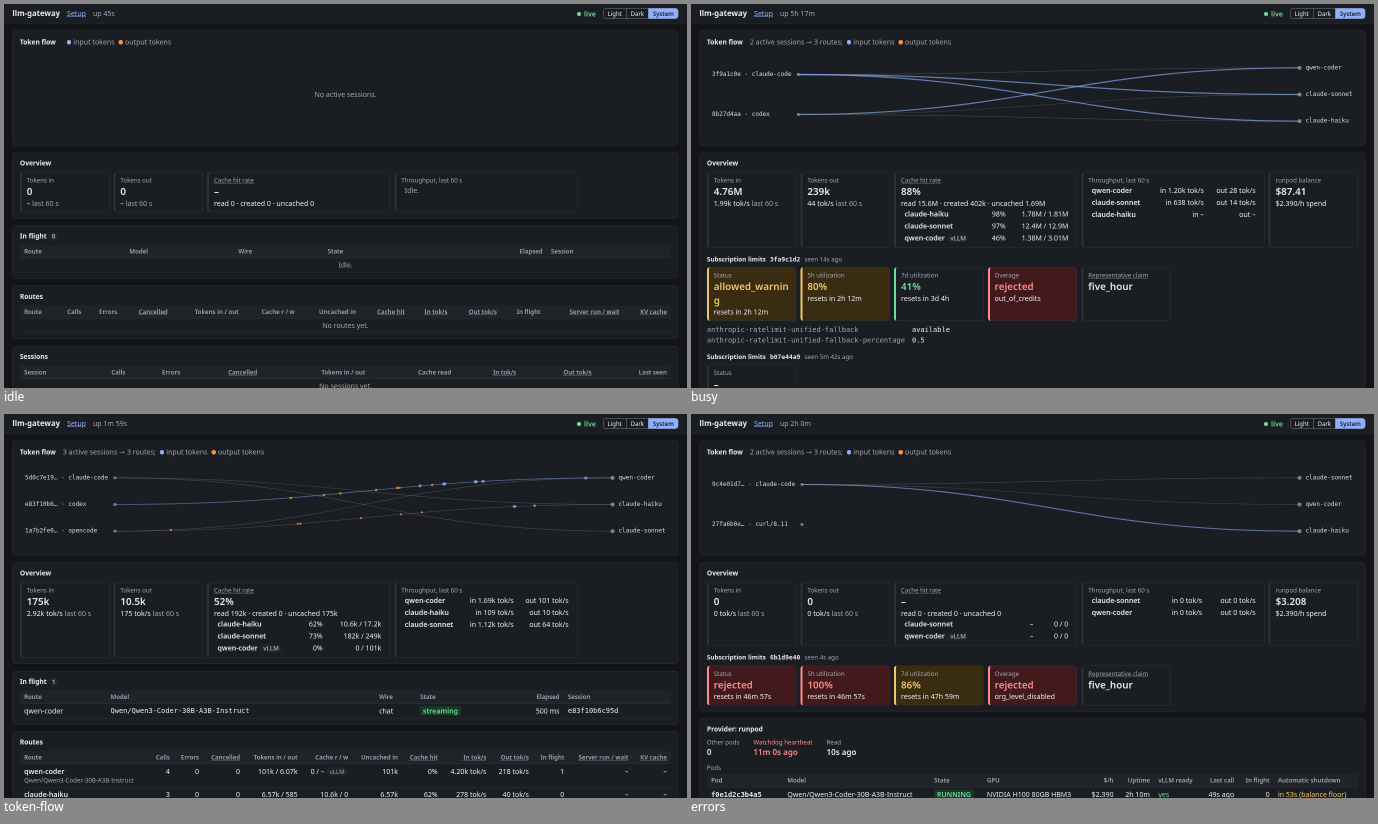 llm-gateway Setup up 45s live Light Dark System
Token flow input tokens output tokens
No active sessions.
Overview
Tokens in
0
– last 60 s
Tokens out
0
– last 60 s
Cache hit rate
–
read 0 · created 0 · uncached 0
Throughput, last 60 s
Idle.
In flight 0
Route Model Wire State Elapsed Session
Idle.
Routes
Route Calls Errors Cancelled Tokens in / out Cache r / w Uncached in Cache hit In tok/s Out tok/s In flight Server run / wait KV cache
No routes yet.
Sessions
Session Calls Errors Cancelled Tokens in / out Cache read In tok/s Out tok/s Last seen
No sessions yet.
idle
llm-gateway Setup up 5h 17m live Light Dark System
Token flow 2 active sessions → 3 routes; input tokens output tokens
3f9a1c0e · claude-code
8b27d4aa · codex
qwen-coder
claude-sonnet
claude-haiku
Overview
Tokens in
4.76M
1.99k tok/s last 60 s
Tokens out
239k
44 tok/s last 60 s
Cache hit rate
88%
read 15.6M · created 402k · uncached 1.69M
claude-haiku 98% 1.78M / 1.81M
claude-sonnet 97% 12.4M / 12.9M
qwen-coder vLLM 46% 1.38M / 3.01M
Throughput, last 60 s
qwen-coder in 1.20k tok/s out 28 tok/s
claude-sonnet in 638 tok/s out 14 tok/s
claude-haiku in – out –
runpod balance
$87.41
$2.390/h spend
Subscription limits 3fa9c1d2 seen 14s ago
Status
allowed_warnin
g
resets in 2h 12m
5h utilization
80%
resets in 2h 12m
7d utilization
41%
resets in 3d 4h
Overage
rejected
out_of_credits
Representative claim
five_hour
anthropic-ratelimit-unified-fallback available
anthropic-ratelimit-unified-fallback-percentage 0.5
Subscription limits b07e44a9 seen 5m 42s ago
Status
–
busy
llm-gateway Setup up 1m 59s live Light Dark System
Token flow 3 active sessions → 3 routes; input tokens output tokens
5d0c7e19… · claude-code
e83f10b6… · codex
1a7b2fe0… · opencode
qwen-coder
claude-haiku
claude-sonnet
Overview
Tokens in
175k
2.92k tok/s last 60 s
Tokens out
10.5k
175 tok/s last 60 s
Cache hit rate
52%
read 192k · created 0 · uncached 175k
claude-haiku 62% 10.6k / 17.2k
claude-sonnet 73% 182k / 249k
qwen-coder vLLM 0% 0 / 101k
Throughput, last 60 s
qwen-coder in 1.69k tok/s out 101 tok/s
claude-haiku in 109 tok/s out 10 tok/s
claude-sonnet in 1.12k tok/s out 64 tok/s
In flight 1
Route Model Wire State Elapsed Session
qwen-coder Qwen/Qwen3-Coder-30B-A3B-Instruct chat streaming 500 ms e83f10b6c95d
Routes
Route Calls Errors Cancelled Tokens in / out Cache r / w Uncached in Cache hit In tok/s Out tok/s In flight Server run / wait KV cache
qwen-coder 4 0 0 101k / 6.07k 0 / – vLLM 101k 0% 4.20k tok/s 218 tok/s 1 – –
Qwen/Qwen3-Coder-30B-A3B-Instruct
claude-haiku 3 0 0 6.57k / 585 10.6k / 0 6.57k 62% 278 tok/s 40 tok/s 0 – –
token-flow
llm-gateway Setup up 2h 0m live Light Dark System
Token flow 2 active sessions → 3 routes; input tokens output tokens
9c4e01d7… · claude-code
27fa6b0e… · curl/8.11
claude-sonnet
qwen-coder
claude-haiku
Overview
Tokens in
0
0 tok/s last 60 s
Tokens out
0
0 tok/s last 60 s
Cache hit rate
–
read 0 · created 0 · uncached 0
claude-sonnet – 0 / 0
qwen-coder vLLM – 0 / 0
Throughput, last 60 s
claude-sonnet in 0 tok/s out 0 tok/s
qwen-coder in 0 tok/s out 0 tok/s
runpod balance
$3.208
$2.390/h spend
Subscription limits 6b1d9e40 seen 4s ago
Status
rejected
resets in 46m 57s
5h utilization
100%
resets in 46m 57s
7d utilization
86%
resets in 47h 59m
Overage
rejected
org_level_disabled
Representative claim
five_hour
Provider: runpod
Other pods
0
Watchdog heartbeat
11m 0s ago
Read
10s ago
Pods
Pod Model State GPU $/h Uptime vLLM ready Last call In flight Automatic shutdown
f0e1d2c3b4a5 Qwen/Qwen3-Coder-30B-A3B-Instruct RUNNING NVIDIA H100 80GB HBM3 $2.390 2h 10m yes 49s ago 0 in 53s (balance floor)
errors